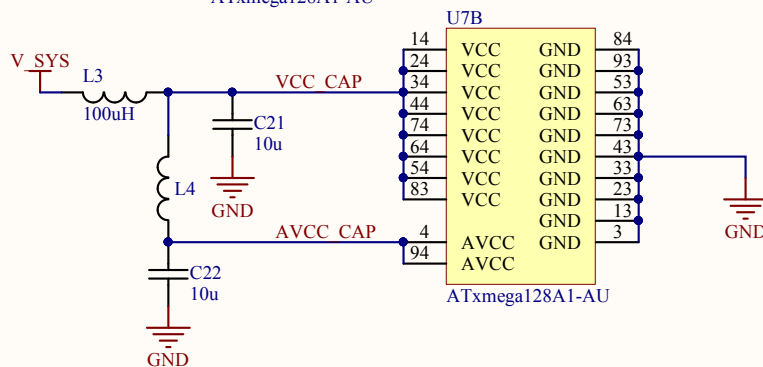 ATxmega128A1-AU
U7B
V_SYS
L3
100uH
VCC_CAP
C21
10u
GND
L4
AVCC_CAP
C22
10u
GND
14 VCC GND 84
24 VCC GND 93
34 VCC GND 53
44 VCC GND 63
74 VCC GND 73
64 VCC GND 43
54 VCC GND 33
83 VCC GND 23
GND 13
4 AVCC GND 3
94 AVCC
ATxmega128A1-AU
GND